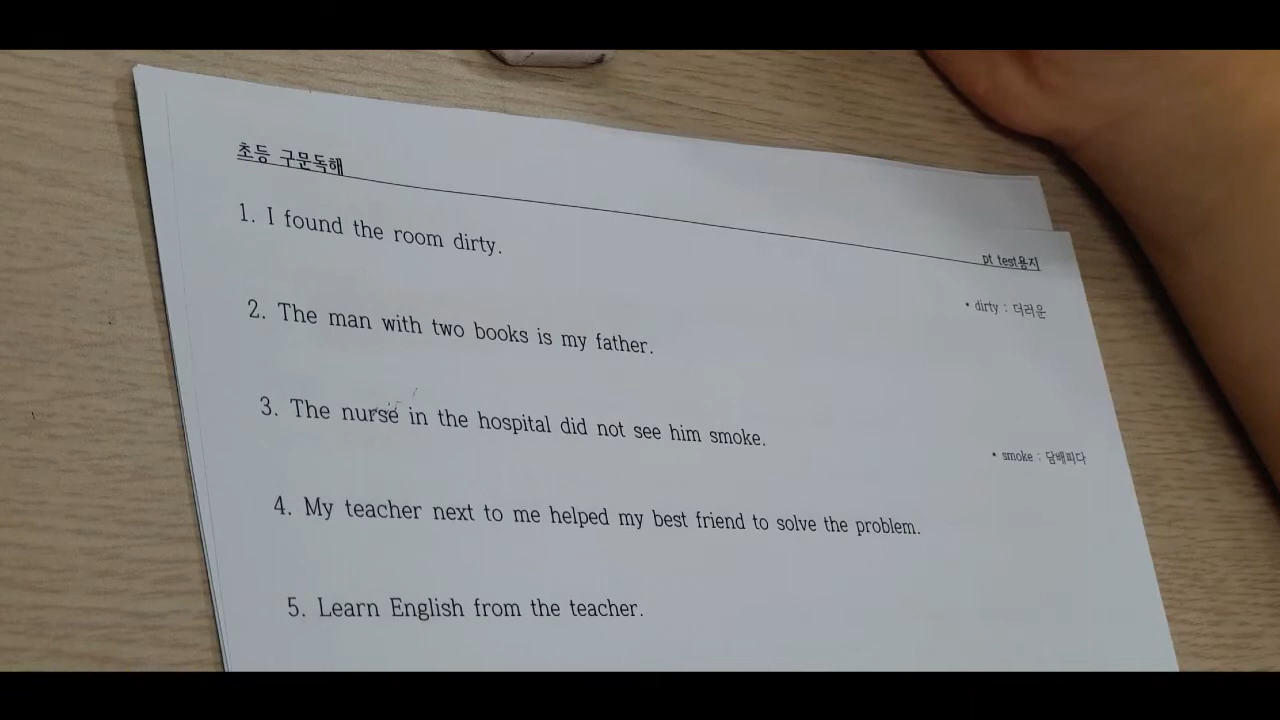 초등 구문독해
pt test용지
1. I found the room dirty.
• dirty : 더러운
2. The man with two books is my father.
3. The nurse in the hospital did not see him smoke.
• smoke : 담배피다
4. My teacher next to me helped my best friend to solve the problem.
5. Learn English from the teacher.